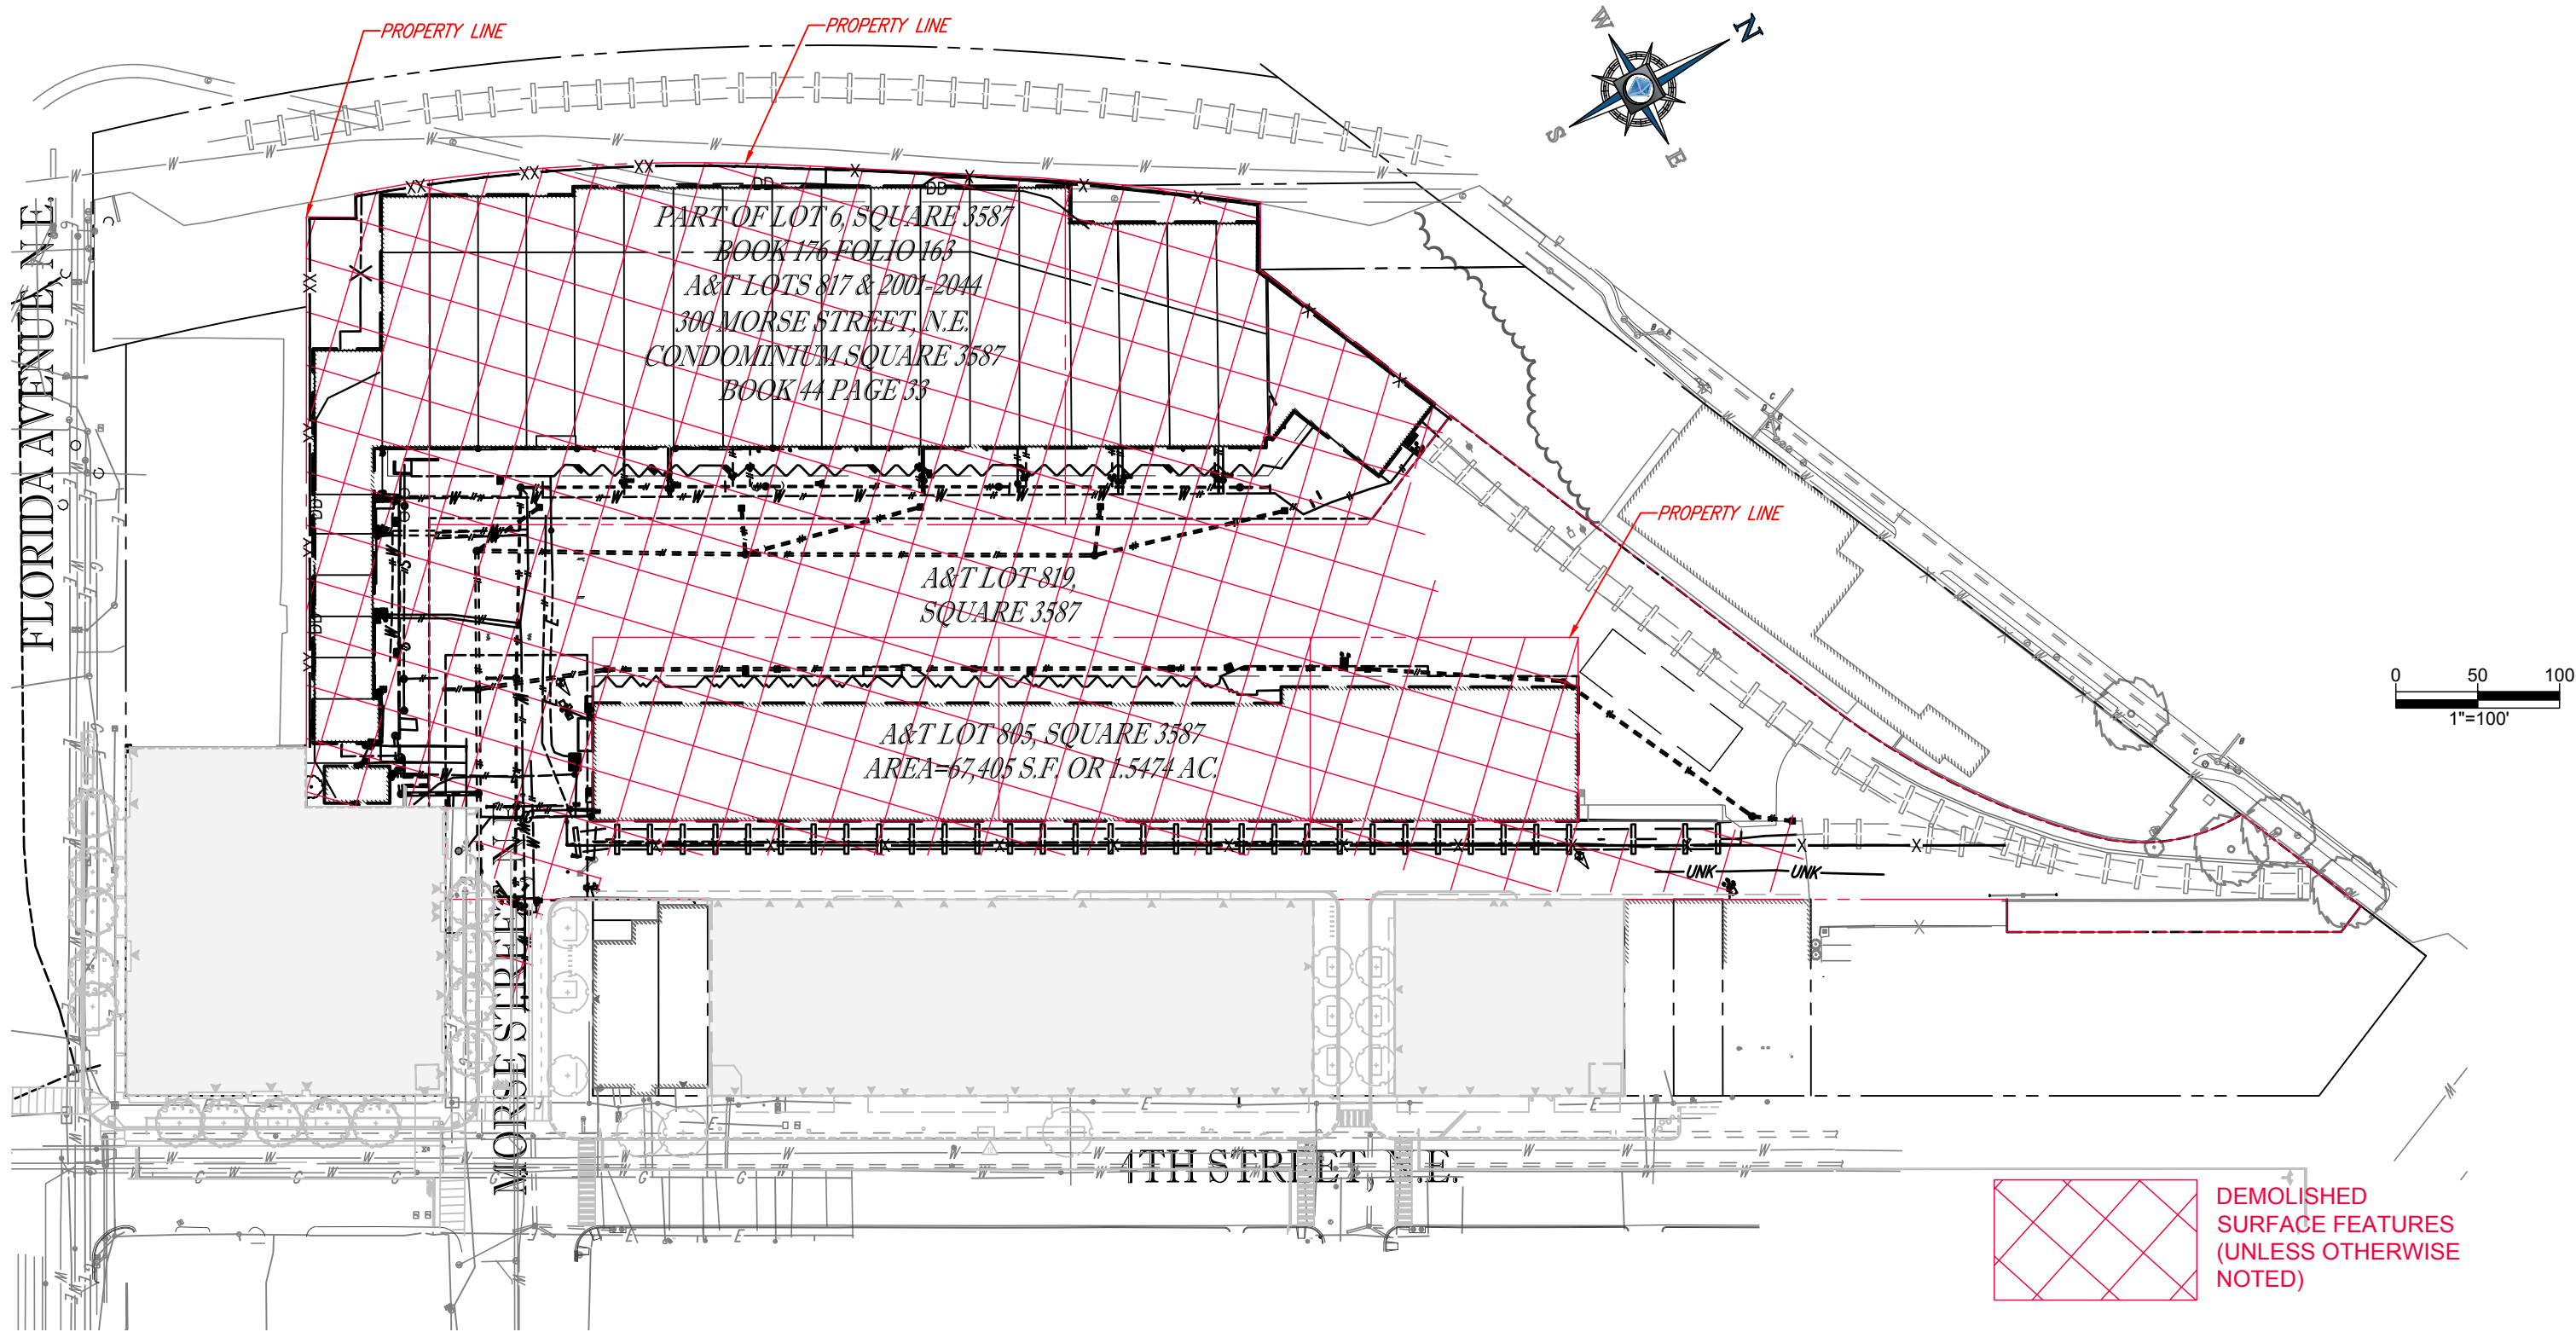 PROPERTY LINE
PROPERTY LINE
W
N
S
E
PART OF LOT 6, SQUARE 3587
BOOK 176 FOLIO 163
A&T LOTS 817 & 2001-2044
300 MORSE STREET, N.E.
CONDOMINIUM SQUARE 3587
BOOK 44 PAGE 33
FLORIDA AVENUE N.E.
PROPERTY LINE
A&T LOT 819,
SQUARE 3587
0 50 100
1"=100'
A&T LOT 805, SQUARE 3587
AREA=67,405 S.F. OR 1.5474 AC.
UNK UNK
MORSE STREET N.E.
4TH STREET N.E.
DEMOLISHED
SURFACE FEATURES
(UNLESS OTHERWISE
NOTED)